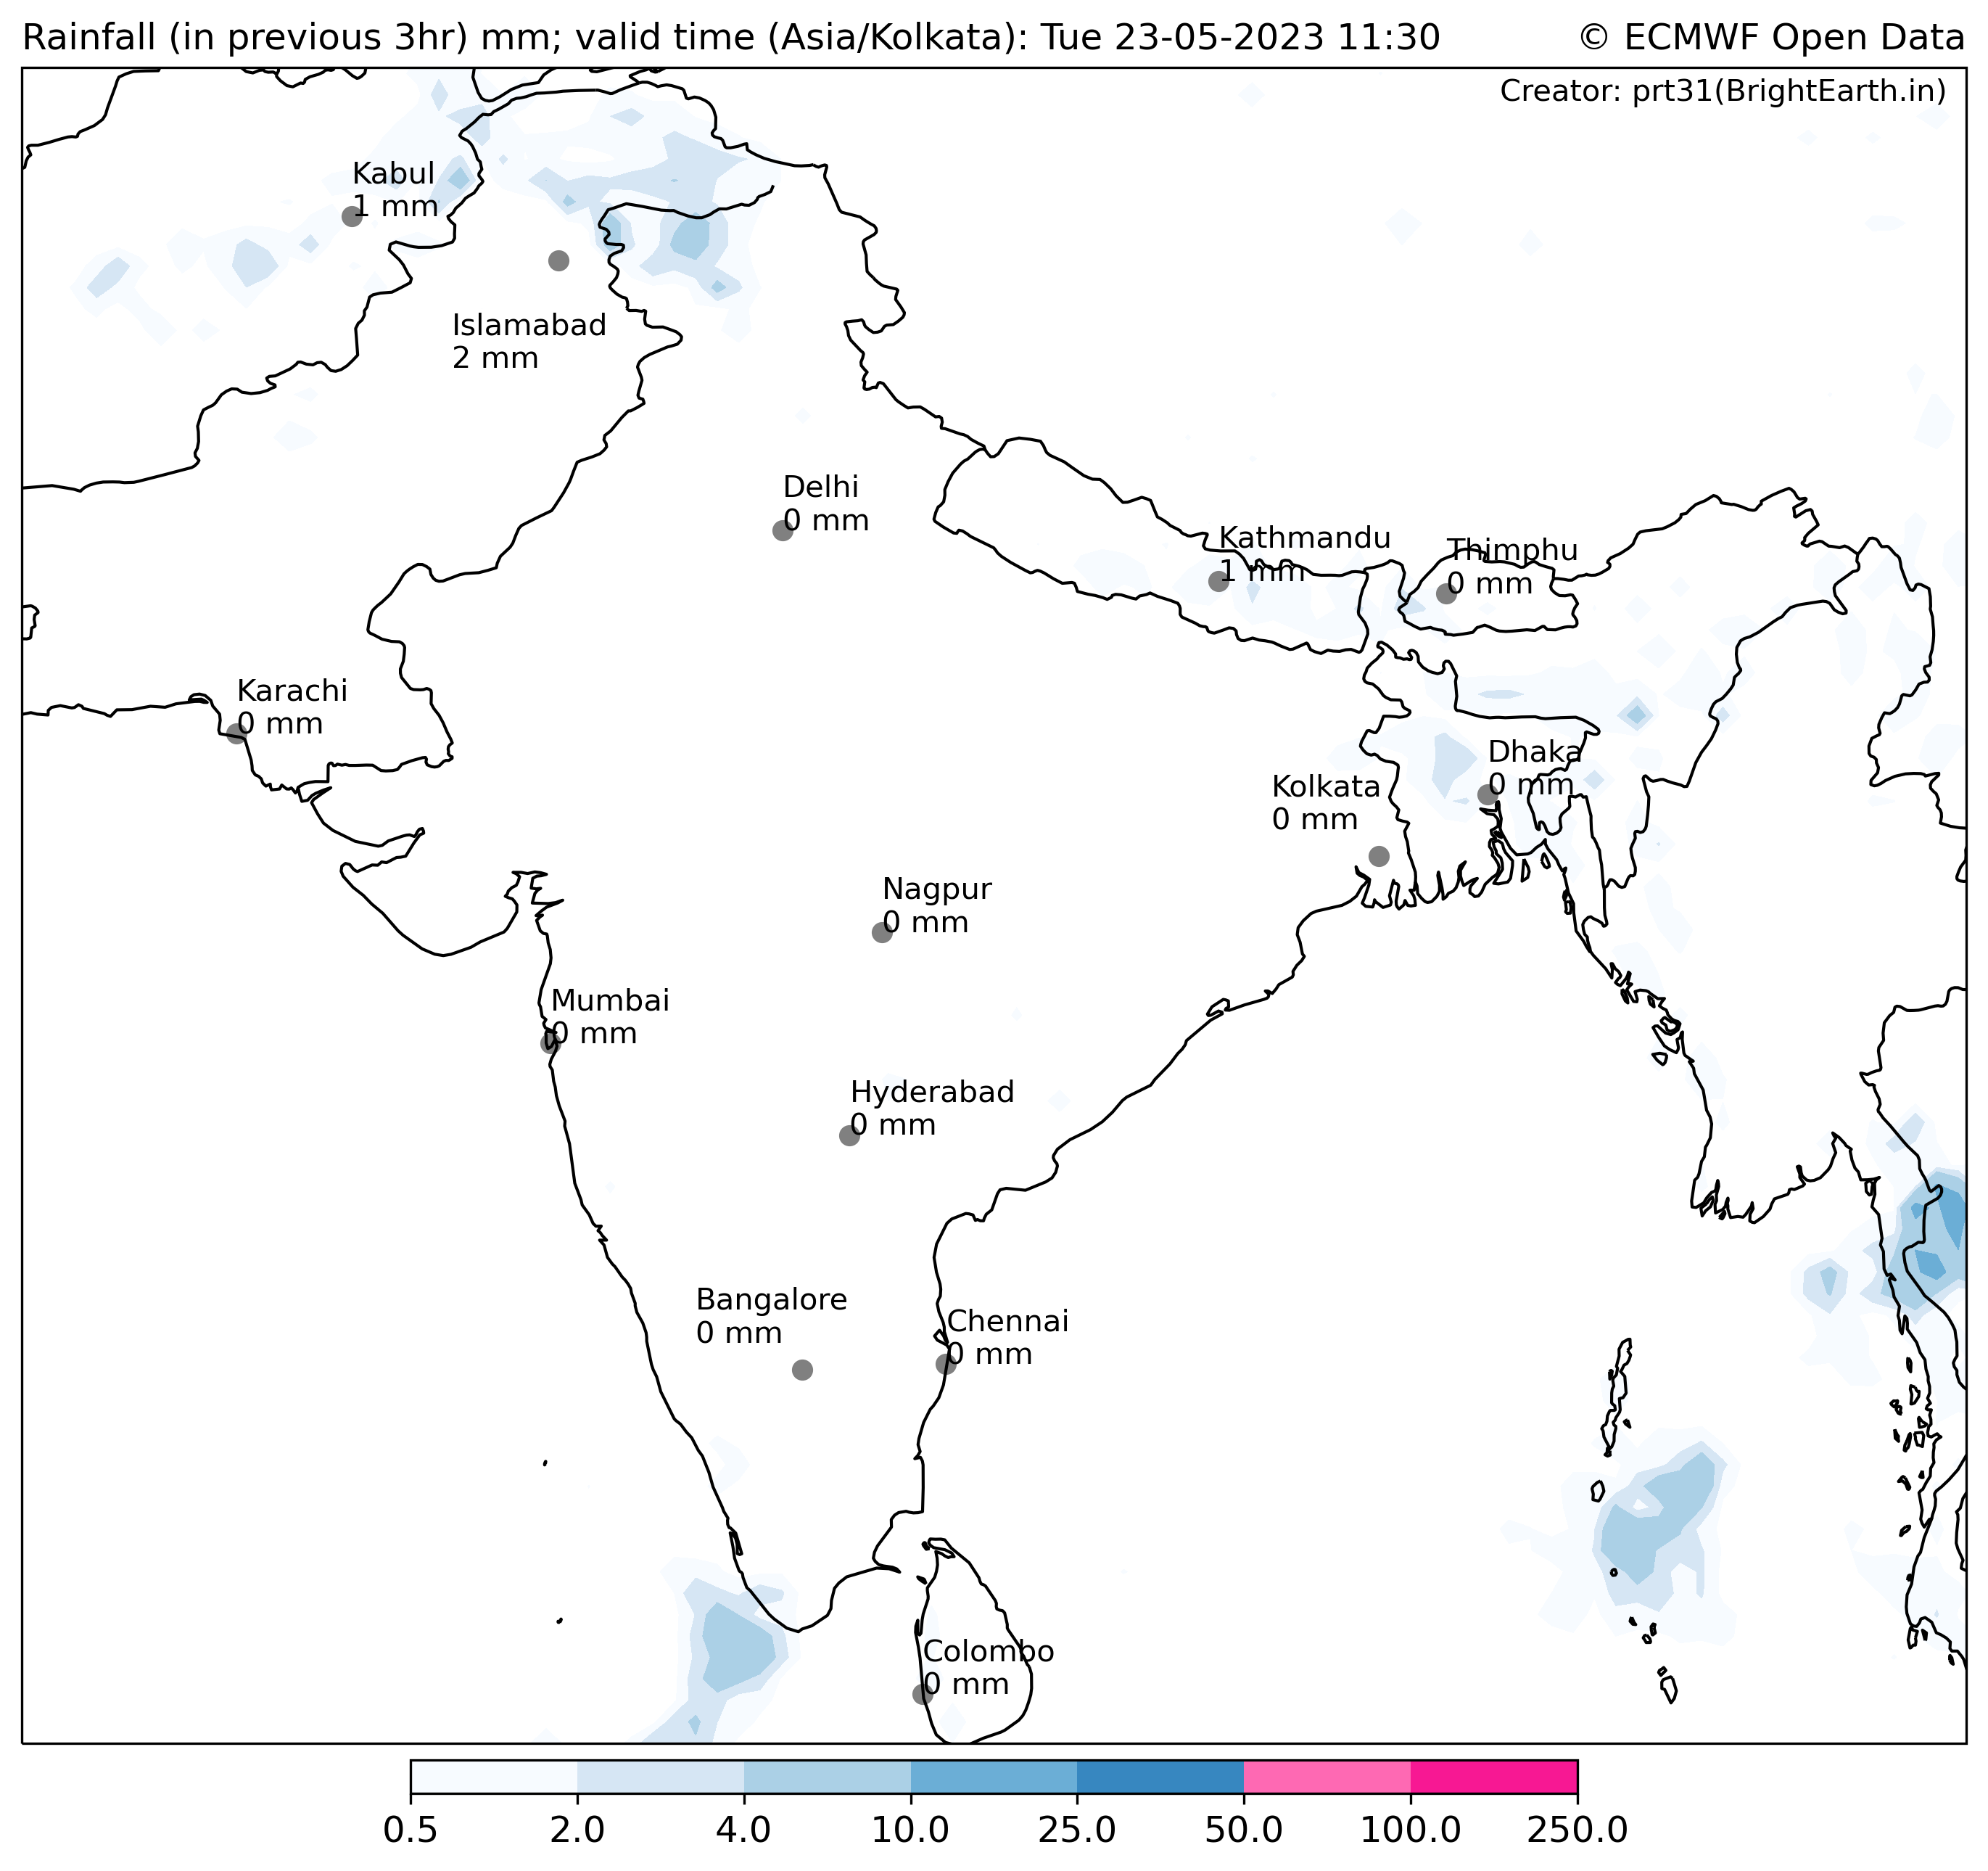 Rainfall (in previous 3hr) mm; valid time (Asia/Kolkata): Tue 23-05-2023 11:30
© ECMWF Open Data
Creator: prt31(BrightEarth.in)
Kabul
1 mm
Islamabad
2 mm
Delhi
0 mm
Kathmandu
1 mm
Thimphu
0 mm
Karachi
0 mm
Dhaka
0 mm
Kolkata
0 mm
Nagpur
0 mm
Mumbai
0 mm
Hyderabad
0 mm
Bangalore
0 mm
Chennai
0 mm
Colombo
0 mm
0.5 2.0 4.0 10.0 25.0 50.0 100.0 250.0